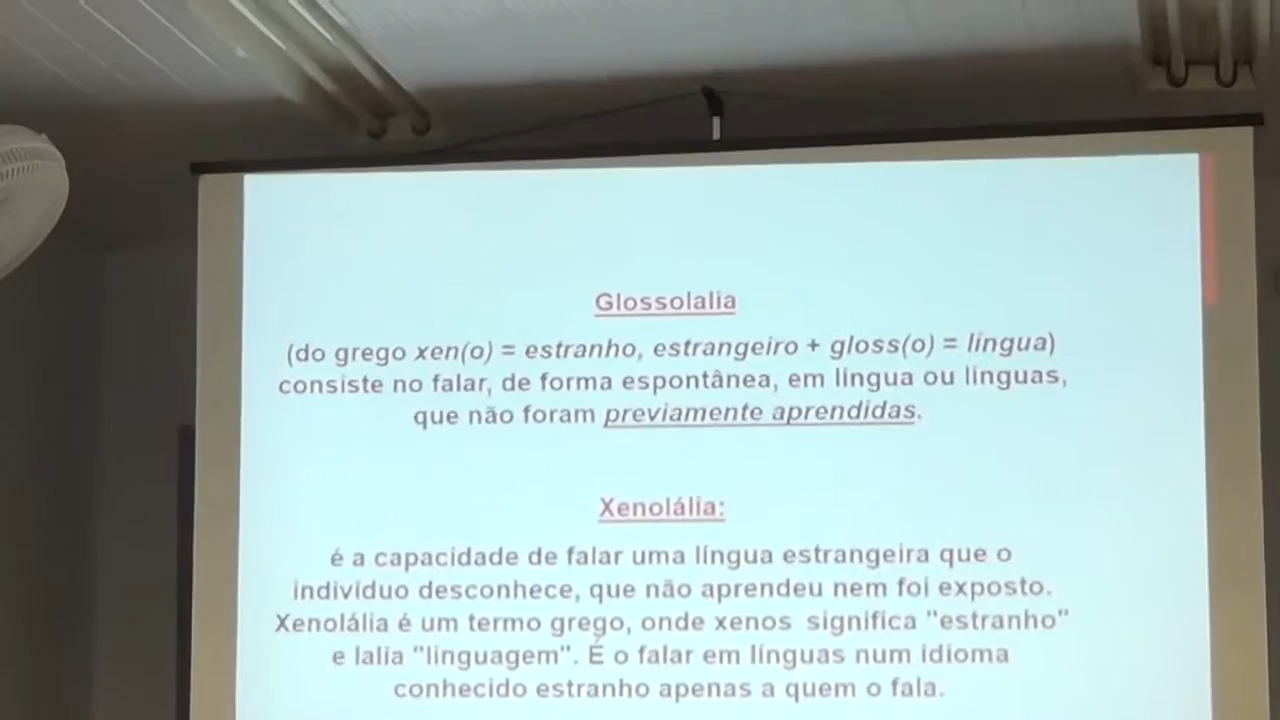 Glossolalia
(do grego xen(o) = estranho, estrangeiro + gloss(o) = língua)
consiste no falar, de forma espontânea, em língua ou línguas,
que não foram previamente aprendidas.
Xenolália:
é a capacidade de falar uma língua estrangeira que o
indivíduo desconhece, que não aprendeu nem foi exposto.
Xenolália é um termo grego, onde xenos significa "estranho"
e lalia "linguagem". É o falar em línguas num idioma
conhecido estranho apenas a quem o fala.